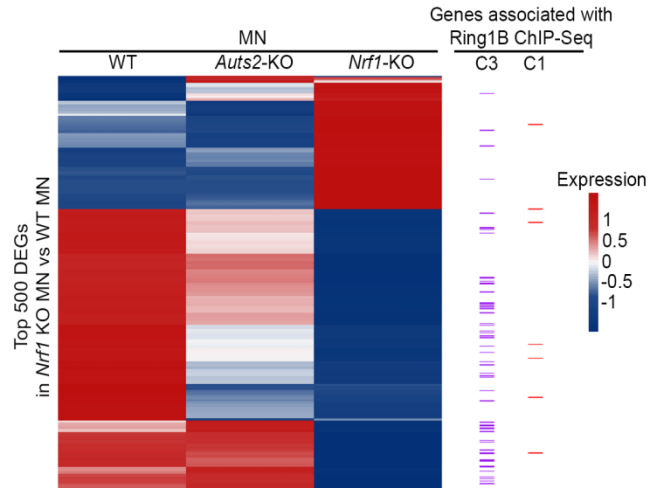 Genes associated with
MN Ring1B ChIP-Seq
WT Auts2-KO Nrf1-KO C3 C1
Top 500 DEGs
in Nrf1 KO MN vs WT MN
Expression
1
0.5
0
-0.5
-1